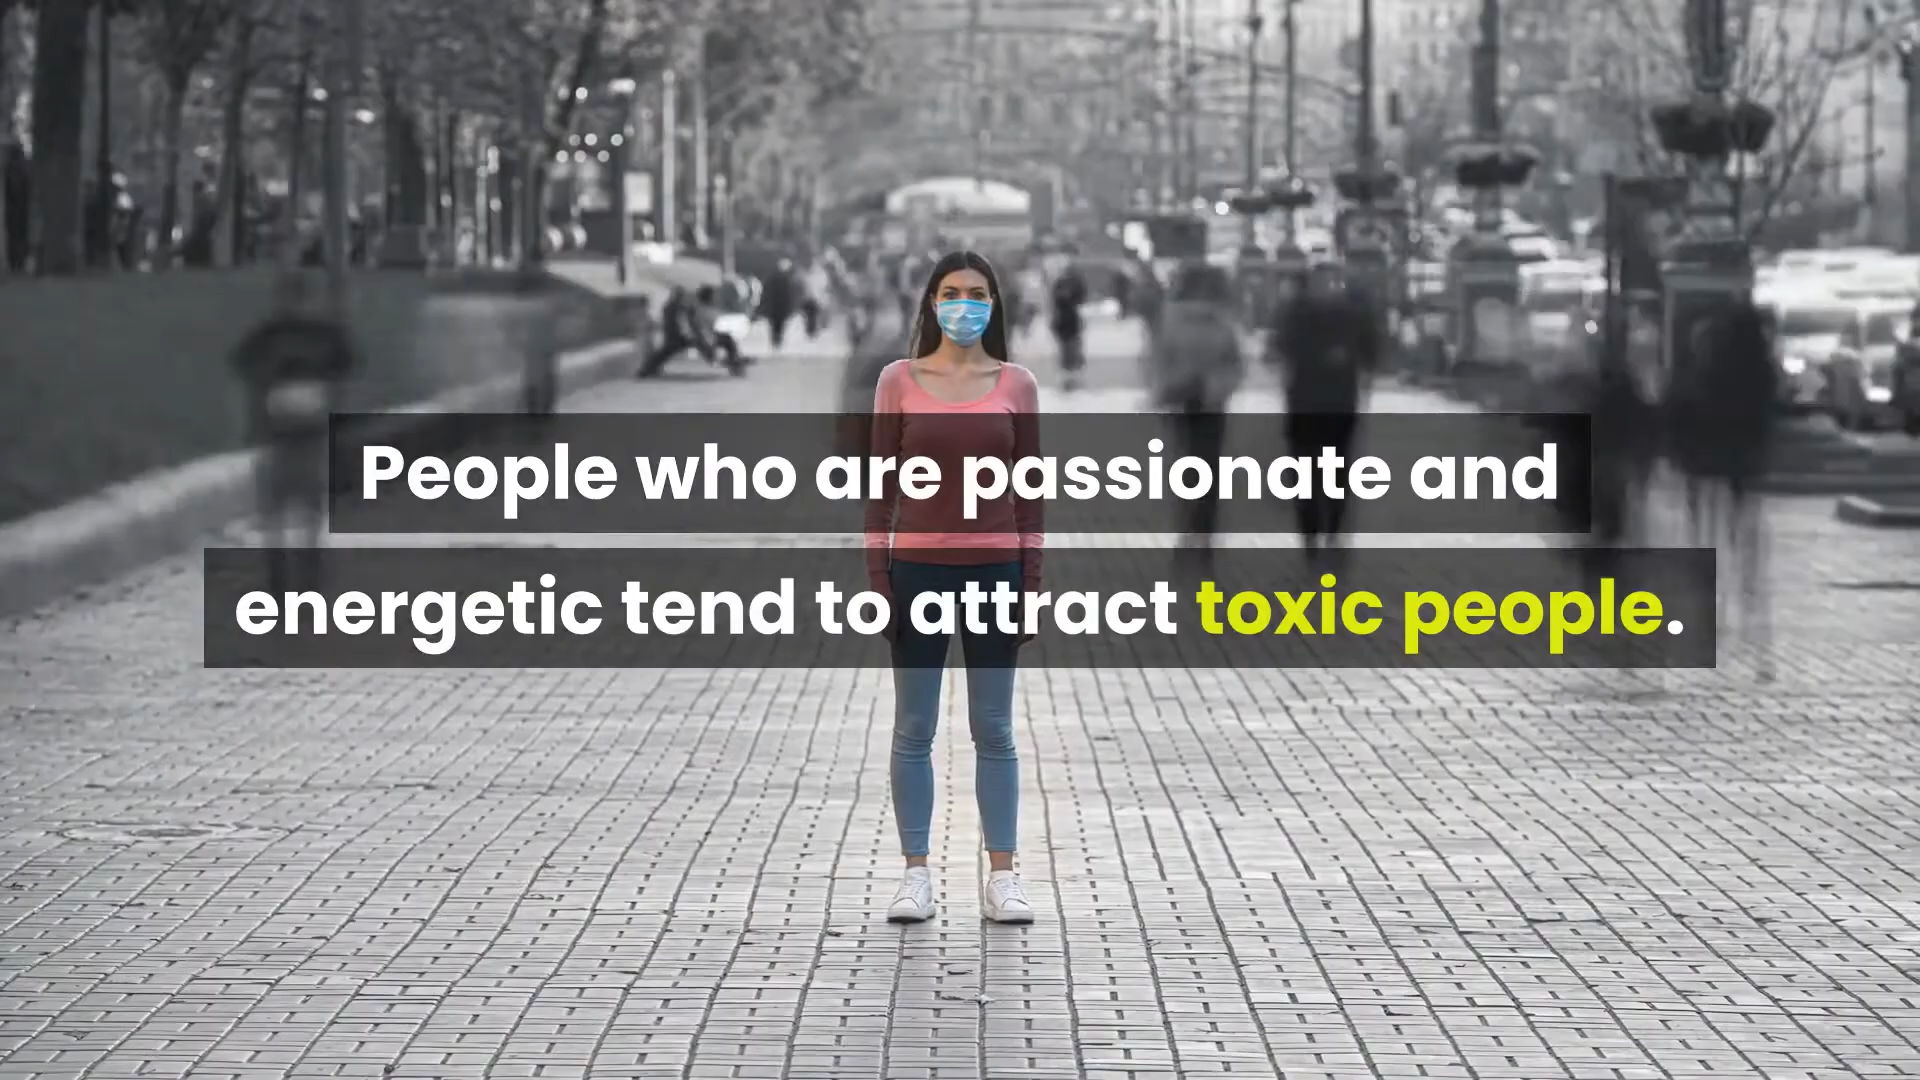 People who are passionate and
energetic tend to attract toxic people.